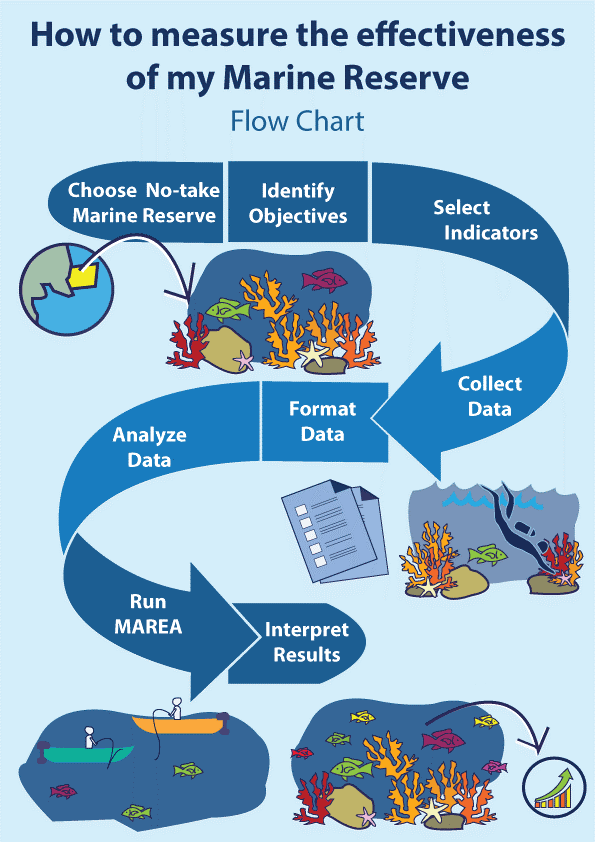 How to measure the effectiveness
of my Marine Reserve
Flow Chart
Choose No-take
Marine Reserve
Identify
Objectives
Select
Indicators
Collect
Data
Format
Data
Analyze
Data
Run
MAREA
Interpret
Results